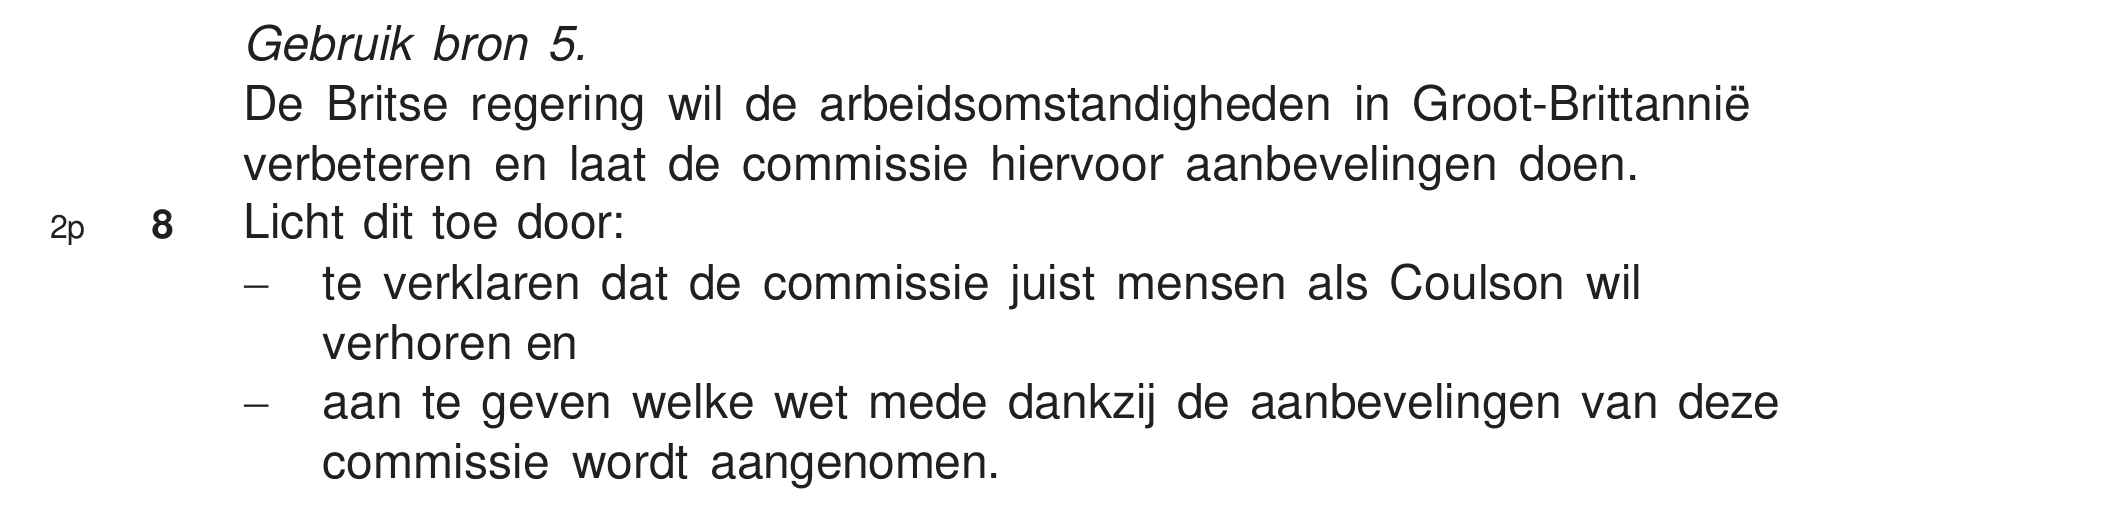 Gebruik bron 5.
De Britse regering wil de arbeidsomstandigheden in Groot-Brittannië
verbeteren en laat de commissie hiervoor aanbevelingen doen.
2p 8 Licht dit toe door:
– te verklaren dat de commissie juist mensen als Coulson wil
verhoren en
– aan te geven welke wet mede dankzij de aanbevelingen van deze
commissie wordt aangenomen.